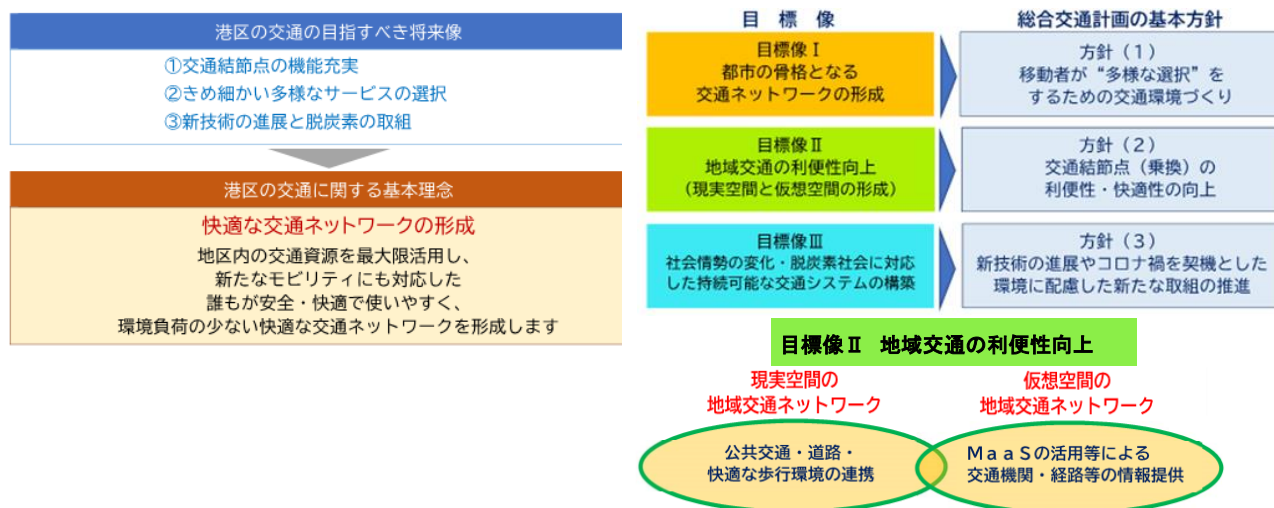 港区の交通の目指すべき将来像
①交通結節点の機能充実
②きめ細かい多様なサービスの選択
③新技術の進展と脱炭素の取組
港区の交通に関する基本理念
快適な交通ネットワークの形成
地区内の交通資源を最大限活用し、
新たなモビリティにも対応した
誰もが安全・快適で使いやすく、
環境負荷の少ない快適な交通ネットワークを形成します
目　標　像
総合交通計画の基本方針
目標像Ⅰ
都市の骨格となる
交通ネットワークの形成
方針（１）
移動者が“多様な選択”を
するための交通環境づくり
目標像Ⅱ
地域交通の利便性向上
(現実空間と仮想空間の形成)
方針（２）
交通結節点（乗換）の
利便性・快適性の向上
目標像Ⅲ
社会情勢の変化・脱炭素社会に対応
した持続可能な交通システムの構築
方針（３）
新技術の進展やコロナ禍を契機とした
環境に配慮した新たな取組の推進
目標像Ⅱ　地域交通の利便性向上
現実空間の
地域交通ネットワーク
仮想空間の
地域交通ネットワーク
公共交通・道路・
快適な歩行環境の連携
ＭａａＳの活用等による
交通機関・経路等の情報提供